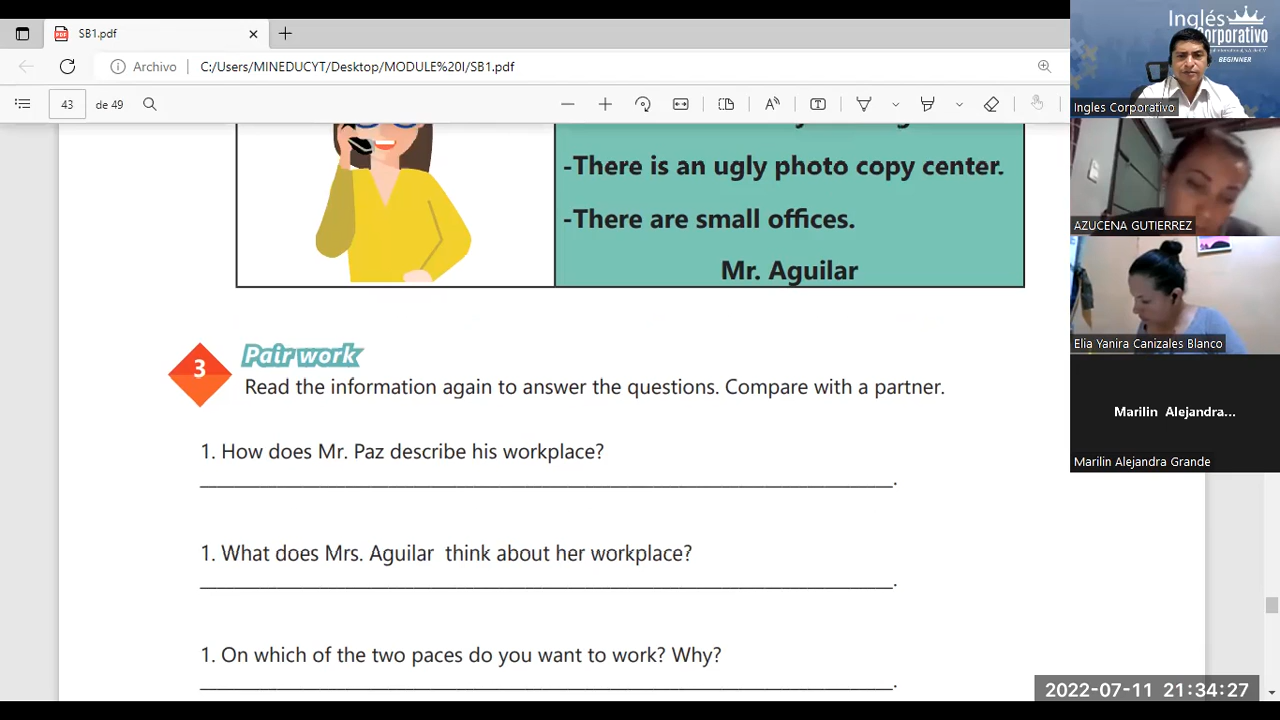 SB1.pdf
Archivo
C:/Users/MINEDUCYT/Desktop/MODULE%20I/SB1.pdf
43
de 49
-There is an ugly photo copy center.
-There are small offices.
Mr. Aguilar
3
Pair work
Read the information again to answer the questions. Compare with a partner.
1. How does Mr. Paz describe his workplace?
1. What does Mrs. Aguilar think about her workplace?
1. On which of the two paces do you want to work? Why?
Inglés
Corporativo
BEGINNER
Ingles Corporativo
AZUCENA GUTIERREZ
Elia Yanira Canizales Blanco
Marilin Alejandra...
Marilin Alejandra Grande
2022-07-11 21:34:27